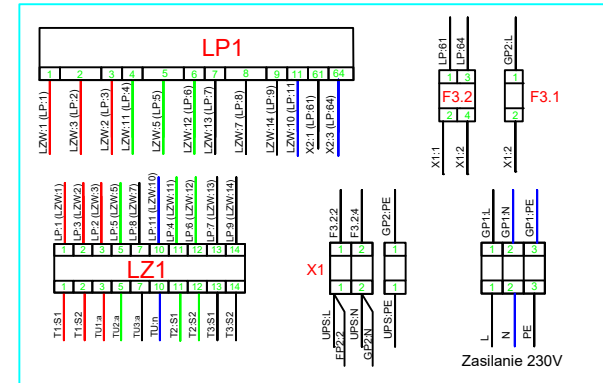 LP1
1 2 3 4 5 6 7 8 9 11 61 64
LZW:1 (LP:1)
LZW:3 (LP:2)
LZW:2 (LP:3)
LZW:11 (LP:4)
LZW:5 (LP:5)
LZW:12 (LP:6)
LZW:13 (LP:7)
LZW:7 (LP:8)
LZW:14 (LP:9)
LZW:10 (LP:11
X2:1 (LP:61)
X2:3 (LP:64)
LP:61
LP:64
1 3
F3.2
2 4
X1:1
X1:2
GP2:L
1
F3.1
2
X1:2
LP:1 (LZW:1)
LP:3 (LZW:2)
LP:2 (LZW:3)
LP:5 (LZW:5)
LP:8 (LZW:7)
LP:11 (LZW:10)
LP:4 (LZW:11)
LP:6 (LZW:12)
LP:7 (LZW:13)
LP:9 (LZW:14)
1 2 3 5 7 10 11 12 13 14
LZ1
1 2 3 5 7 10 11 12 13 14
T1:S1
T1:S2
TU1:a
TU2:a
TU3:a
TU:n
T2:S1
T2:S2
T3:S1
T3:S2
F3.2:2
F3.2:4
GP2:PE
1 2 3
X1
1 2 3
UPS:L
FP2:2
UPS:N
GP2:N
UPS:PE
GP1:L
GP1:N
GP1:PE
1 2 3
1 2 3
L
N
PE
Zasilanie 230V